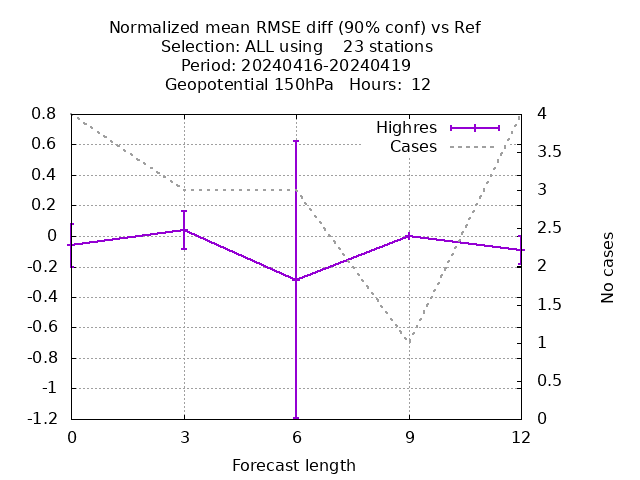 Normalized mean RMSE diff (90% conf) vs Ref
Selection: ALL using    23 stations
Period: 20240416-20240419
Geopotential 150hPa   Hours:  12
Highres
Cases
0.8
0.6
0.4
0.2
0
-0.2
-0.4
-0.6
-0.8
-1
-1.2
4
3.5
3
2.5
2
1.5
1
0.5
0
No cases
0 3 6 9 12
Forecast length